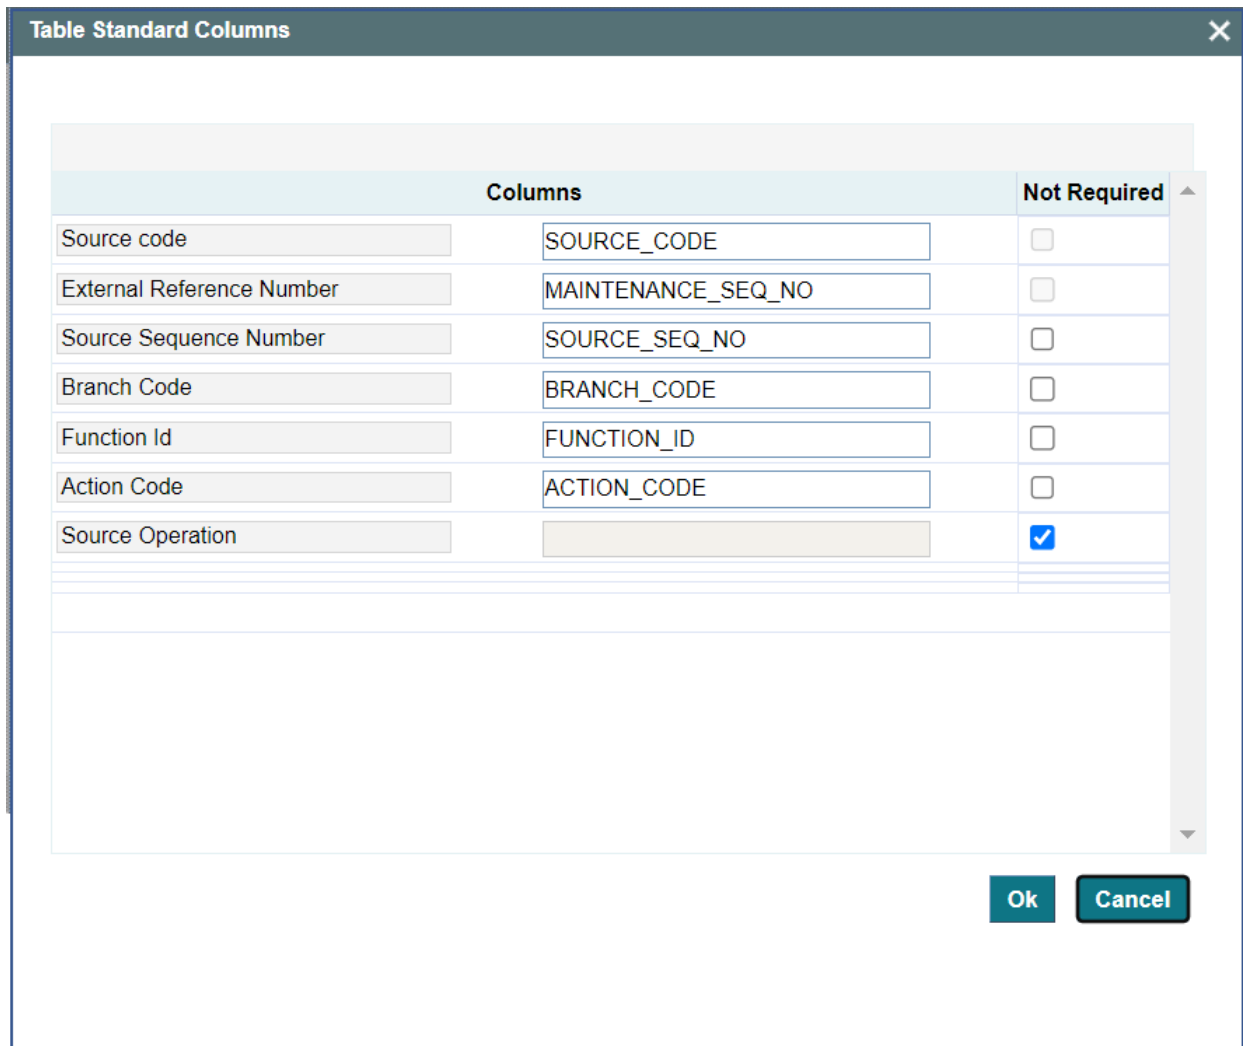 Table Standard Columns
Columns Not Required
Source code SOURCE_CODE
External Reference Number MAINTENANCE_SEQ_NO
Source Sequence Number SOURCE_SEQ_NO
Branch Code BRANCH_CODE
Function Id FUNCTION_ID
Action Code ACTION_CODE
Source Operation
Ok Cancel